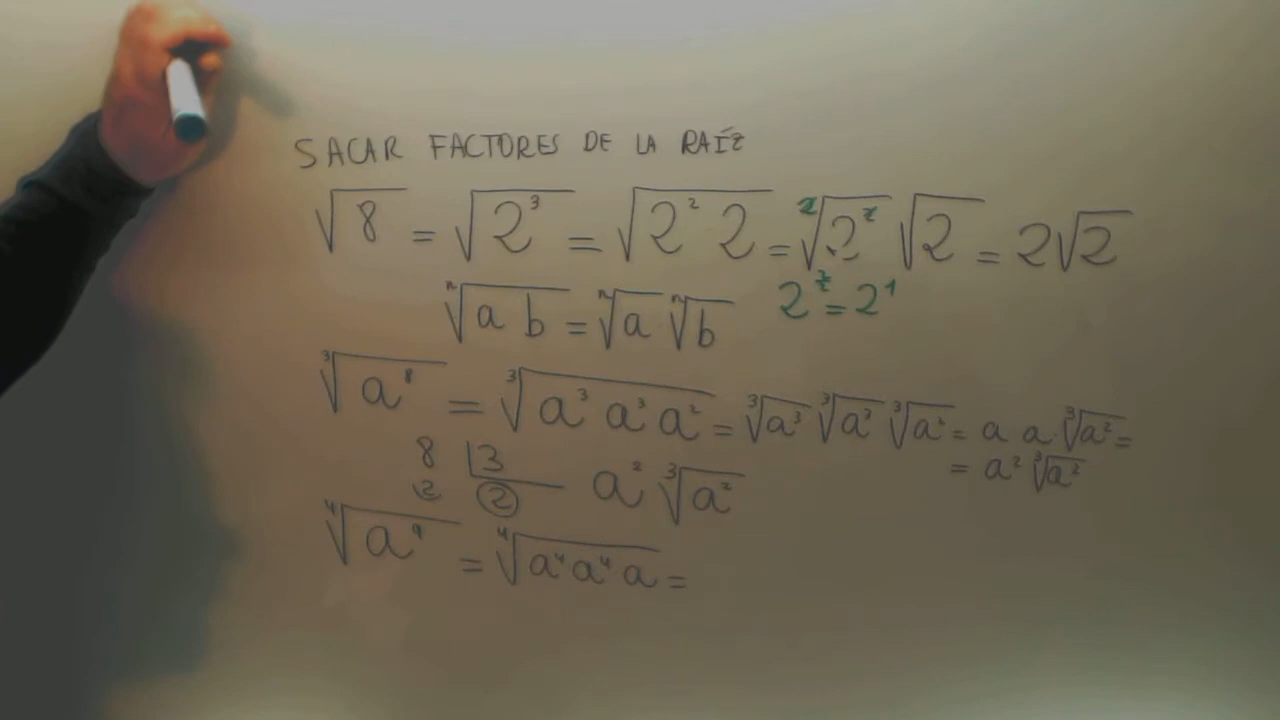 SACAR FACTORES DE LA RAÍZ
√8 = √2³ = √2² 2 = ²√2² √2 = 2√2
ⁿ√a b = ⁿ√a ⁿ√b
2^(2/2) = 2¹
³√a⁸ = ³√a³ a³ a² = ³√a³ ³√a³ ³√a² = a a ³√a² =
= a² ³√a²
8 |3
2 2 a² ³√a²
⁴√a⁹ = ⁴√a⁴ a⁴ a =